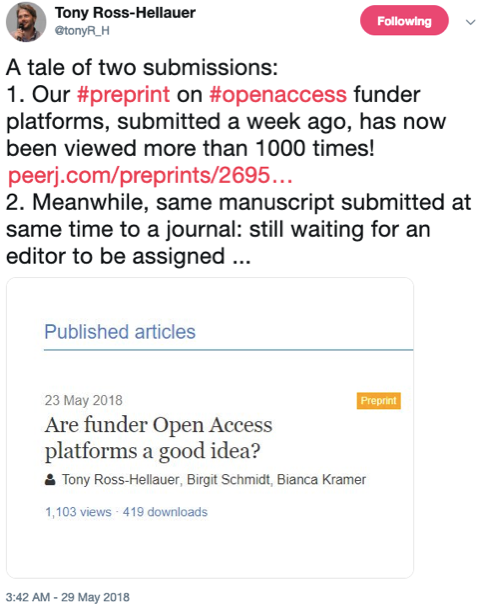 Tony Ross-Hellauer
@tonyR_H
Following
A tale of two submissions:
1. Our #preprint on #openaccess funder
platforms, submitted a week ago, has now
been viewed more than 1000 times!
peerj.com/preprints/2695…
2. Meanwhile, same manuscript submitted at
same time to a journal: still waiting for an
editor to be assigned ...
Published articles
23 May 2018
Preprint
Are funder Open Access
platforms a good idea?
Tony Ross-Hellauer, Birgit Schmidt, Bianca Kramer
1,103 views · 419 downloads
3:42 AM - 29 May 2018